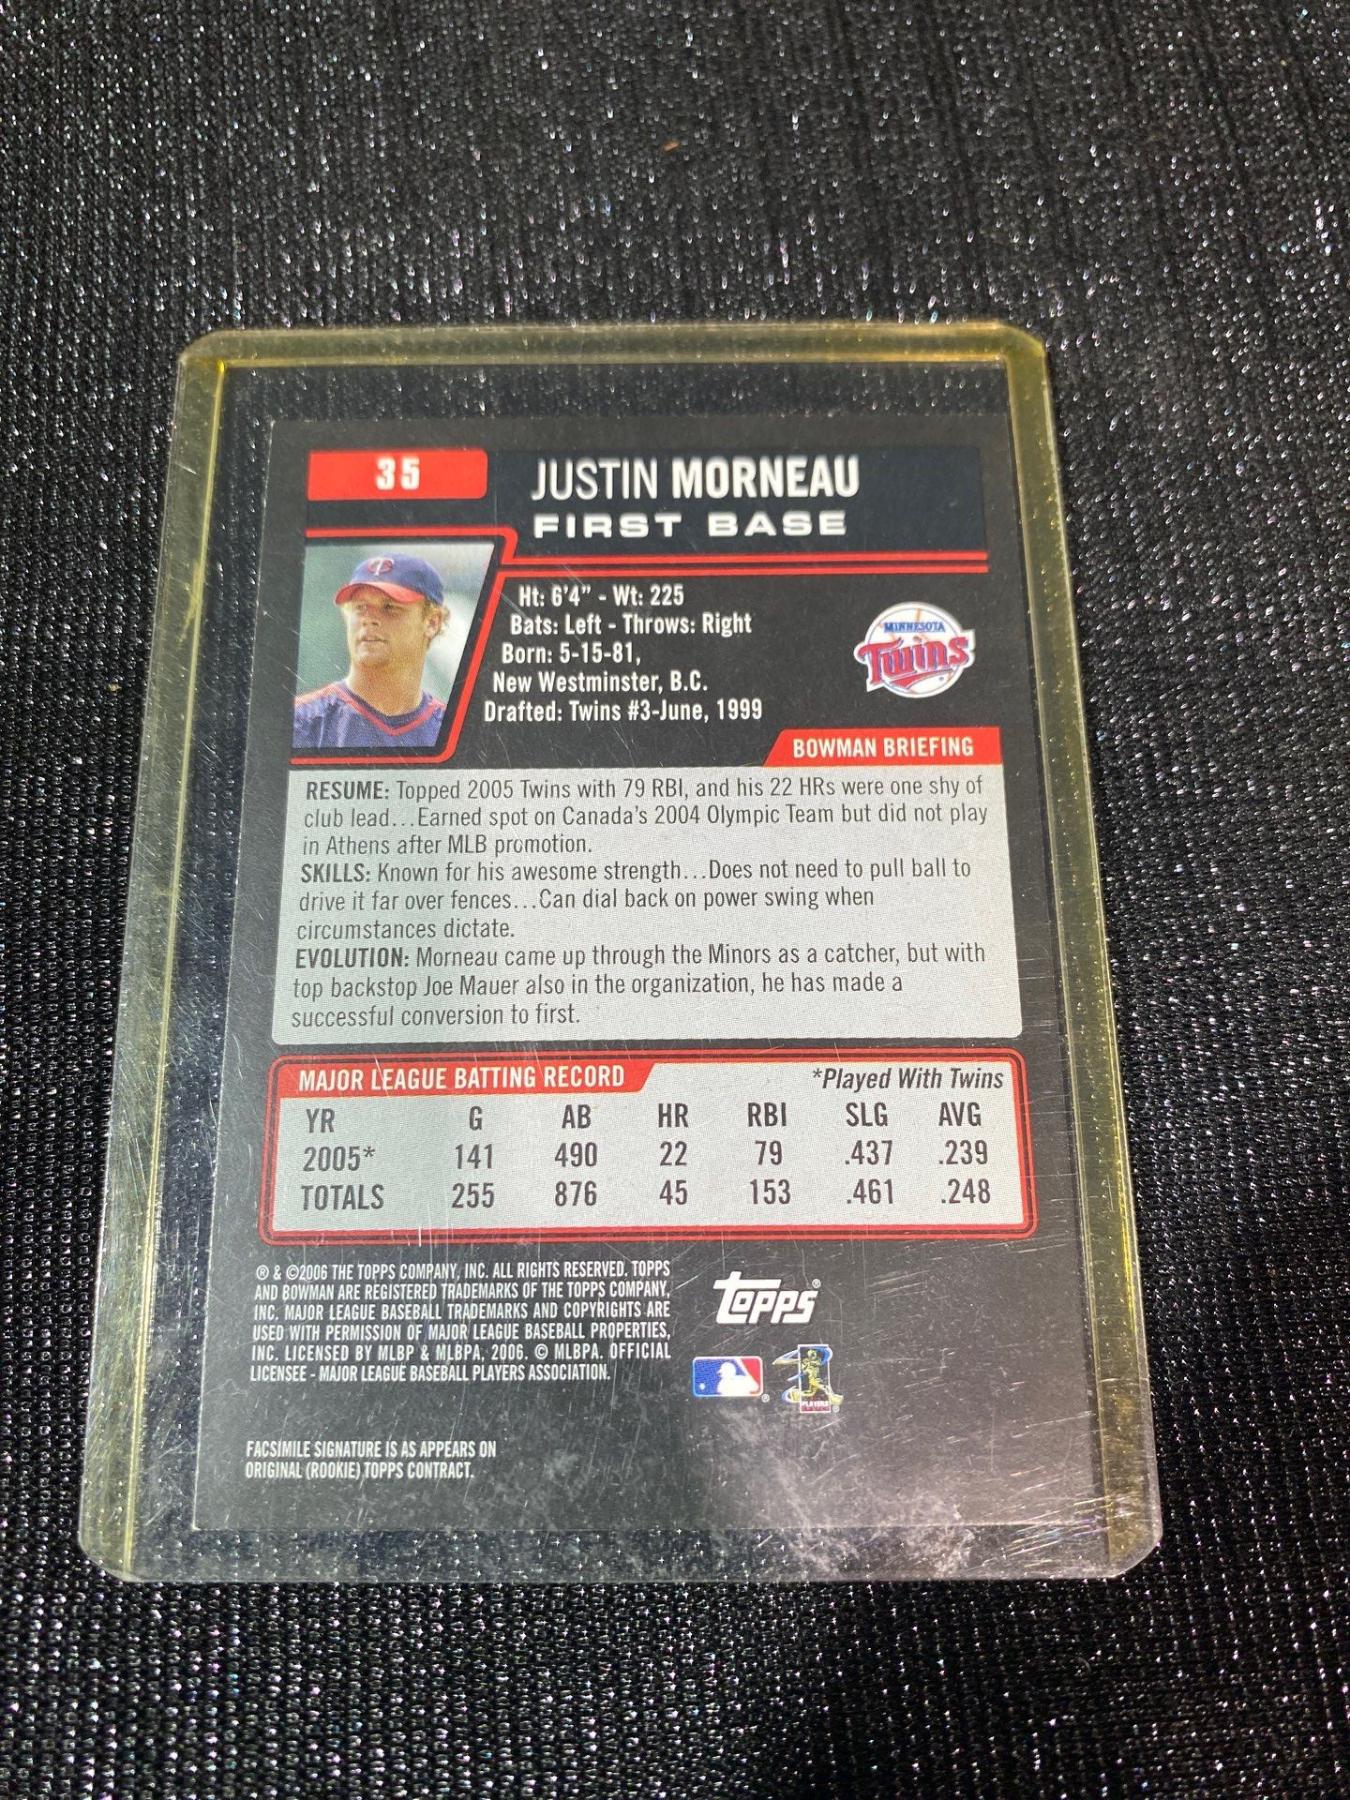 35
JUSTIN MORNEAU
FIRST BASE
Ht: 6'4" - Wt: 225
Bats: Left - Throws: Right
Born: 5-15-81,
New Westminster, B.C.
Drafted: Twins #3-June, 1999
MINNESOTA
Twins
BOWMAN BRIEFING
RESUME: Topped 2005 Twins with 79 RBI, and his 22 HRs were one shy of
club lead...Earned spot on Canada's 2004 Olympic Team but did not play
in Athens after MLB promotion.
SKILLS: Known for his awesome strength...Does not need to pull ball to
drive it far over fences...Can dial back on power swing when
circumstances dictate.
EVOLUTION: Morneau came up through the Minors as a catcher, but with
top backstop Joe Mauer also in the organization, he has made a
successful conversion to first.
MAJOR LEAGUE BATTING RECORD *Played With Twins
YR G AB HR RBI SLG AVG
2005* 141 490 22 79 .437 .239
TOTALS 255 876 45 153 .461 .248
® & ©2006 THE TOPPS COMPANY, INC. ALL RIGHTS RESERVED. TOPPS
AND BOWMAN ARE REGISTERED TRADEMARKS OF THE TOPPS COMPANY,
INC. MAJOR LEAGUE BASEBALL TRADEMARKS AND COPYRIGHTS ARE
USED WITH PERMISSION OF MAJOR LEAGUE BASEBALL PROPERTIES,
INC. LICENSED BY MLBP & MLBPA, 2006. © MLBPA. OFFICIAL
LICENSEE - MAJOR LEAGUE BASEBALL PLAYERS ASSOCIATION.
topps®
PLAYERS
FACSIMILE SIGNATURE IS AS APPEARS ON
ORIGINAL (ROOKIE) TOPPS CONTRACT.